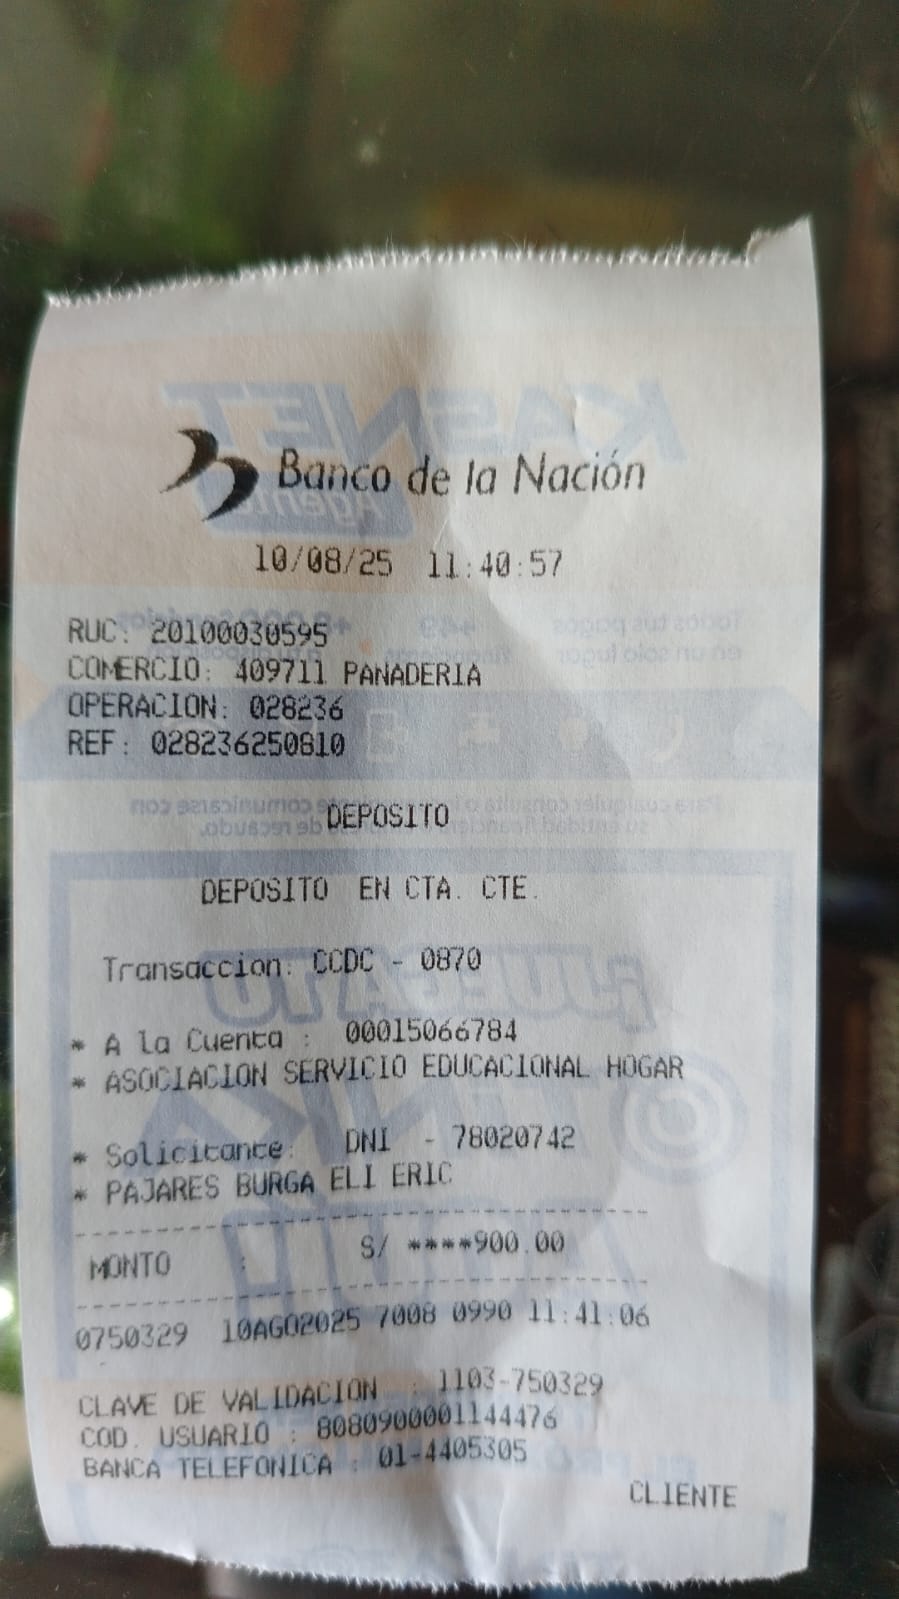 Banco de la Nación
10/08/25 11:40:57
RUC: 20100030595
COMERCIO: 409711 PANADERIA
OPERACION: 028236
REF: 028236250810
DEPOSITO
DEPOSITO EN CTA. CTE.
Transaccion: CCDC - 0870
* A la Cuenta : 00015066784
* ASOCIACION SERVICIO EDUCACIONAL HOGAR
* Solicitante: DNI - 78020742
* PAJARES BURGA ELI ERIC
MONTO : S/ ****900.00
0750329 10AGO2025 7008 0990 11:41:06
CLAVE DE VALIDACION : 1103-750329
COD. USUARIO : 8080900001144476
BANCA TELEFONICA : 01-4405305
CLIENTE